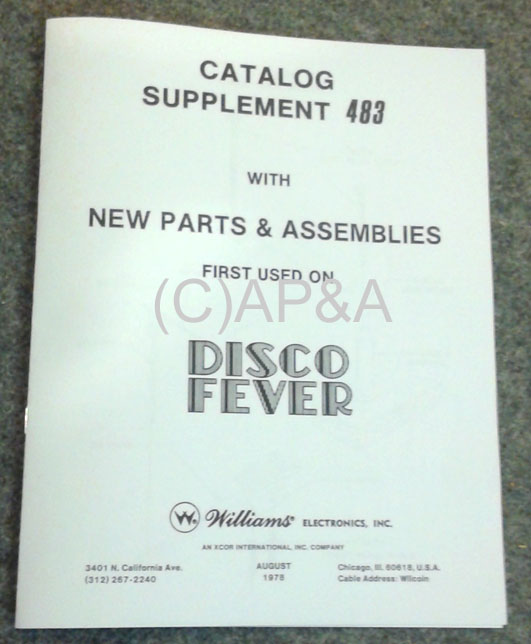 CATALOG
SUPPLEMENT 483
WITH
NEW PARTS & ASSEMBLIES
FIRST USED ON
(C)AP&A
DISCO
FEVER
W® Williams® ELECTRONICS, INC.
AN XCOR INTERNATIONAL, INC. COMPANY
3401 N. California Ave. AUGUST Chicago, Ill. 60618, U.S.A.
(312) 267-2240 1978 Cable Address: Wilcoin